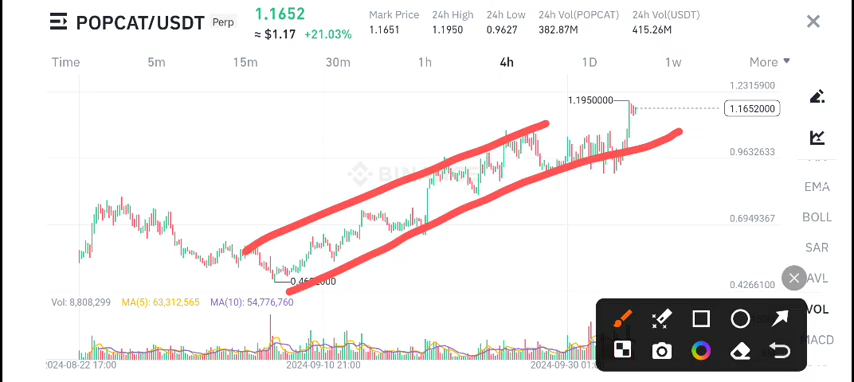 POPCAT/USDT Perp
1.1652
≈ $1.17 +21.03%
Mark Price
1.1651
24h High
1.1950
24h Low
0.9627
24h Vol(POPCAT)
382.87M
24h Vol(USDT)
415.26M
Time 5m 15m 30m 1h 4h 1D 1w More
1.2315900
1.1950000
1.1652000
0.9632633
0.6949367
0.4266100
EMA
BOLL
SAR
AVL
VOL
MACD
Vol: 8,808,299 MA(5): 63,312,565 MA(10): 54,776,760
2024-08-22 17:00 2024-09-10 21:00